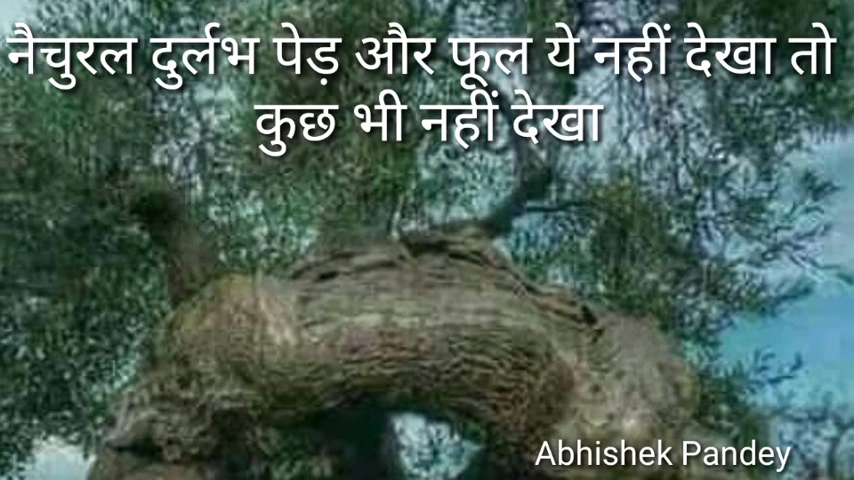 नैचुरल दुर्लभ पेड़ और फूल ये नहीं देखा तो
कुछ भी नहीं देखा
Abhishek Pandey